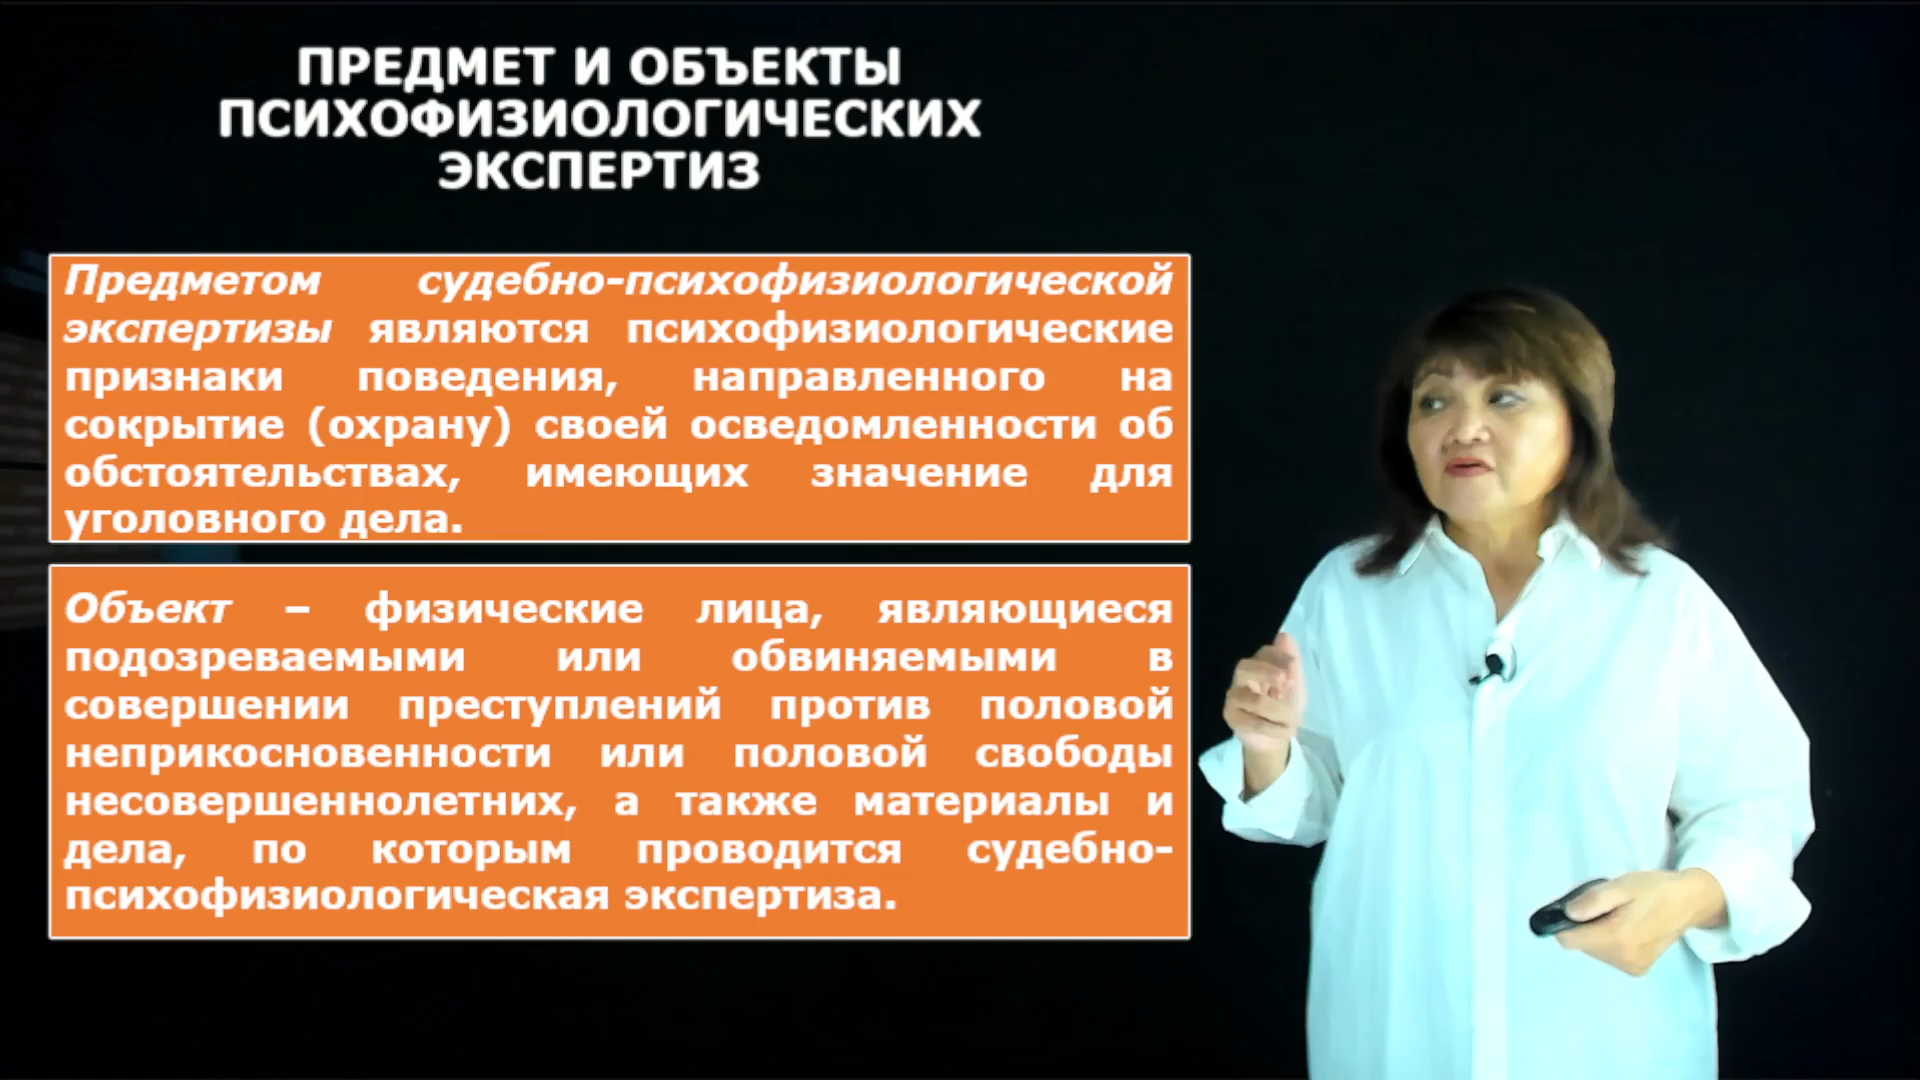 ПРЕДМЕТ И ОБЪЕКТЫ
ПСИХОФИЗИОЛОГИЧЕСКИХ
ЭКСПЕРТИЗ
Предметом судебно-психофизиологической
экспертизы являются психофизиологические
признаки поведения, направленного на
сокрытие (охрану) своей осведомленности об
обстоятельствах, имеющих значение для
уголовного дела.
Объект – физические лица, являющиеся
подозреваемыми или обвиняемыми в
совершении преступлений против половой
неприкосновенности или половой свободы
несовершеннолетних, а также материалы и
дела, по которым проводится судебно-
психофизиологическая экспертиза.